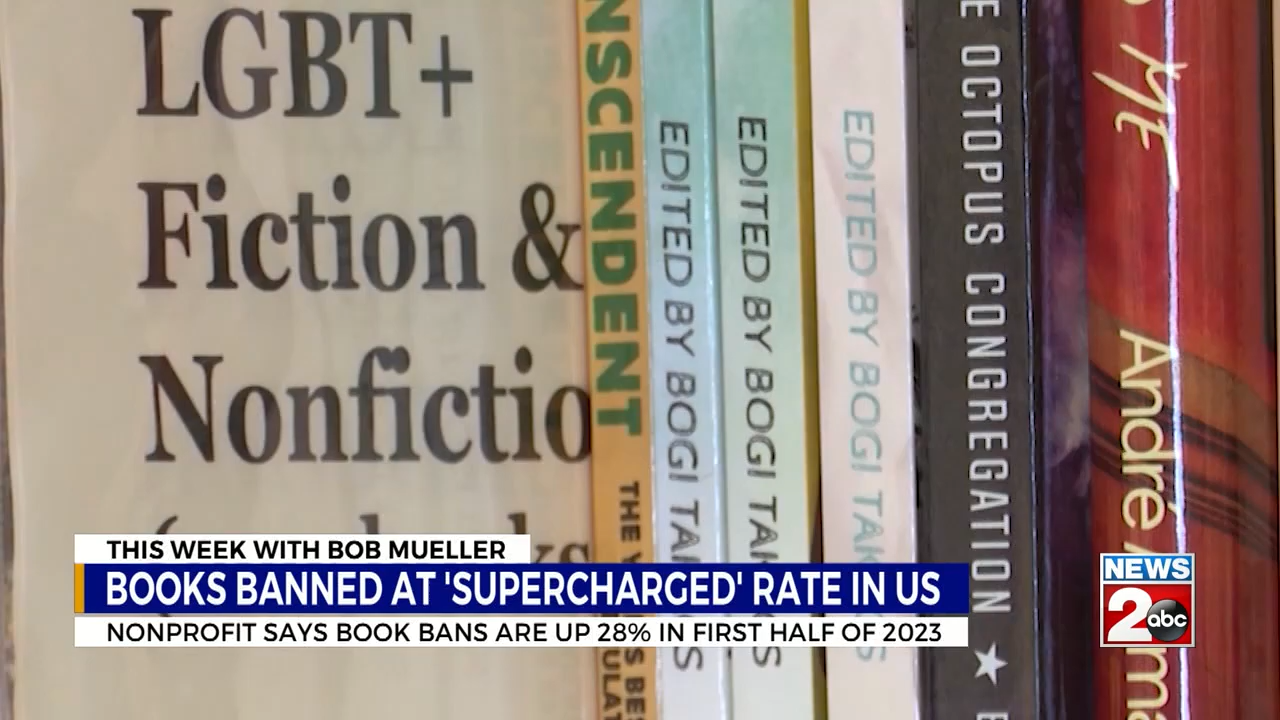 LGBT+
Fiction &
Nonfictio
NSCENDENT
THE
EDITED BY BOGI TA
EDITED BY BOGI TA
EDITED BY BOGI TAK
E OCTOPUS CONGREGATION ★
André
THIS WEEK WITH BOB MUELLER
BOOKS BANNED AT 'SUPERCHARGED' RATE IN US
NONPROFIT SAYS BOOK BANS ARE UP 28% IN FIRST HALF OF 2023
NEWS
2 abc